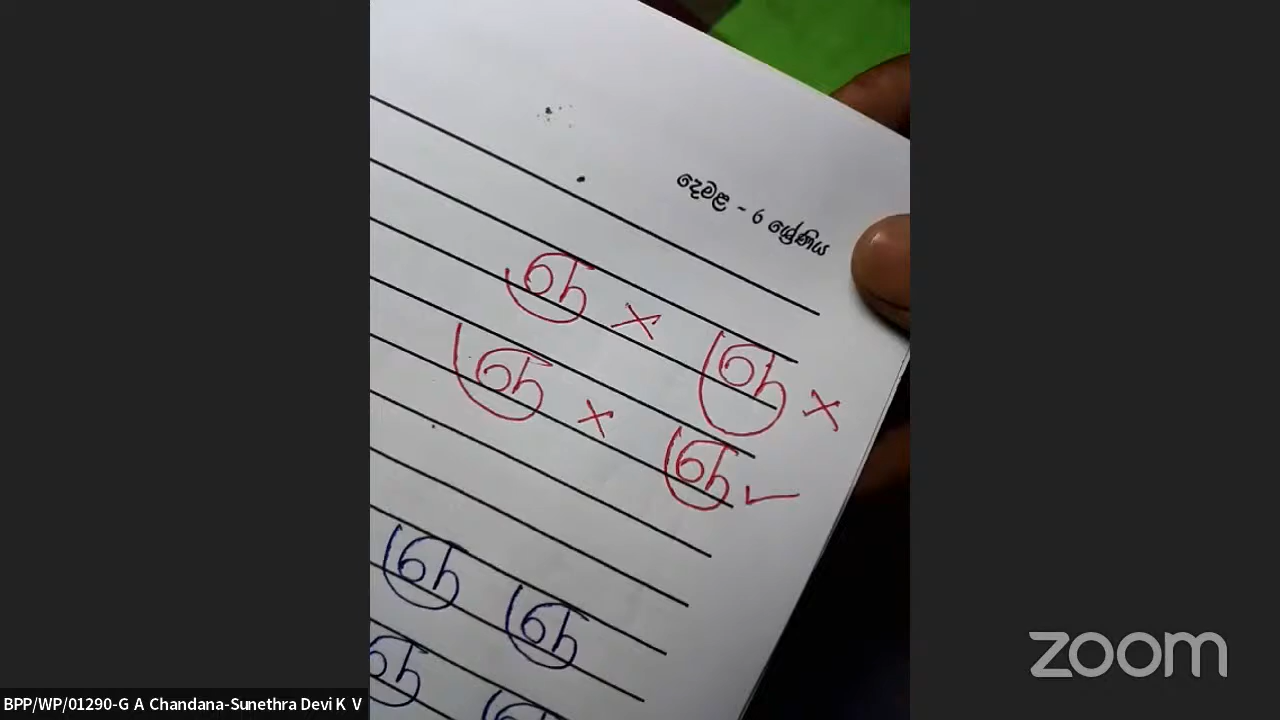 දෙමළ - 6 ශ්‍රේණිය
ஞ × ஞ ×
ஞ × ஞ ✓
ஞ ஞ
ஞ ஞ
BPP/WP/01290-G A Chandana-Sunethra Devi K V
zoom